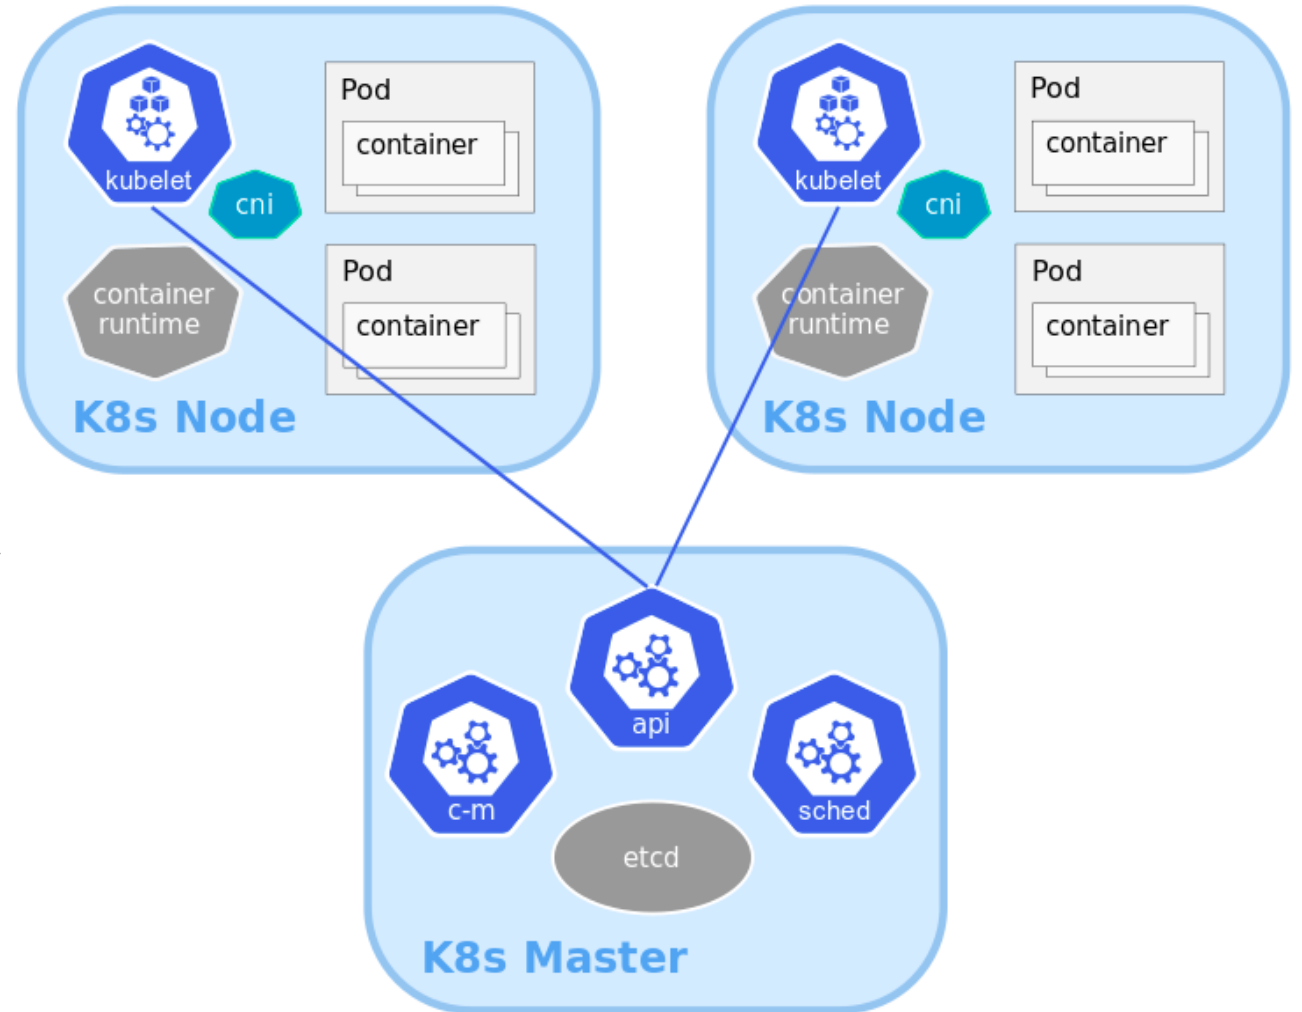 kubelet
cni
container
runtime
Pod
container
Pod
container
K8s Node
kubelet
cni
container
runtime
Pod
container
Pod
container
K8s Node
api
c-m
sched
etcd
K8s Master